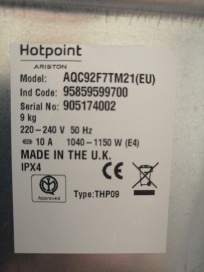 Hotpoint
ARISTON
Model: AQC92F7TM21(EU)
Ind Code: 95859599700
Serial No: 905174002
9 kg
220-240 V 50 Hz
10 A 1040-1150 W (E4)
MADE IN THE U.K.
IPX4
Approved
Type:THP09